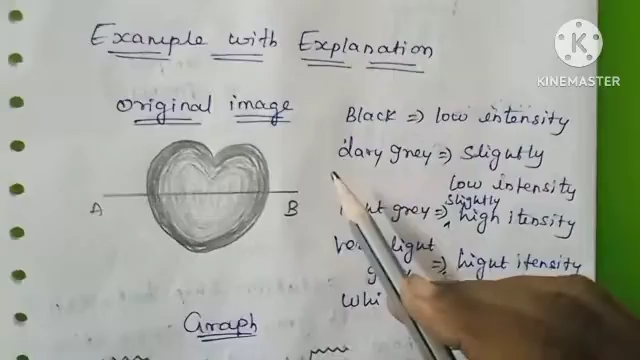 Example with Explanation
KINEMASTER
original image
Black => low intensity
dary grey => slightly
low intensity
slightly
grey => high itensity
light
=> hight itensity
A
B
Graph